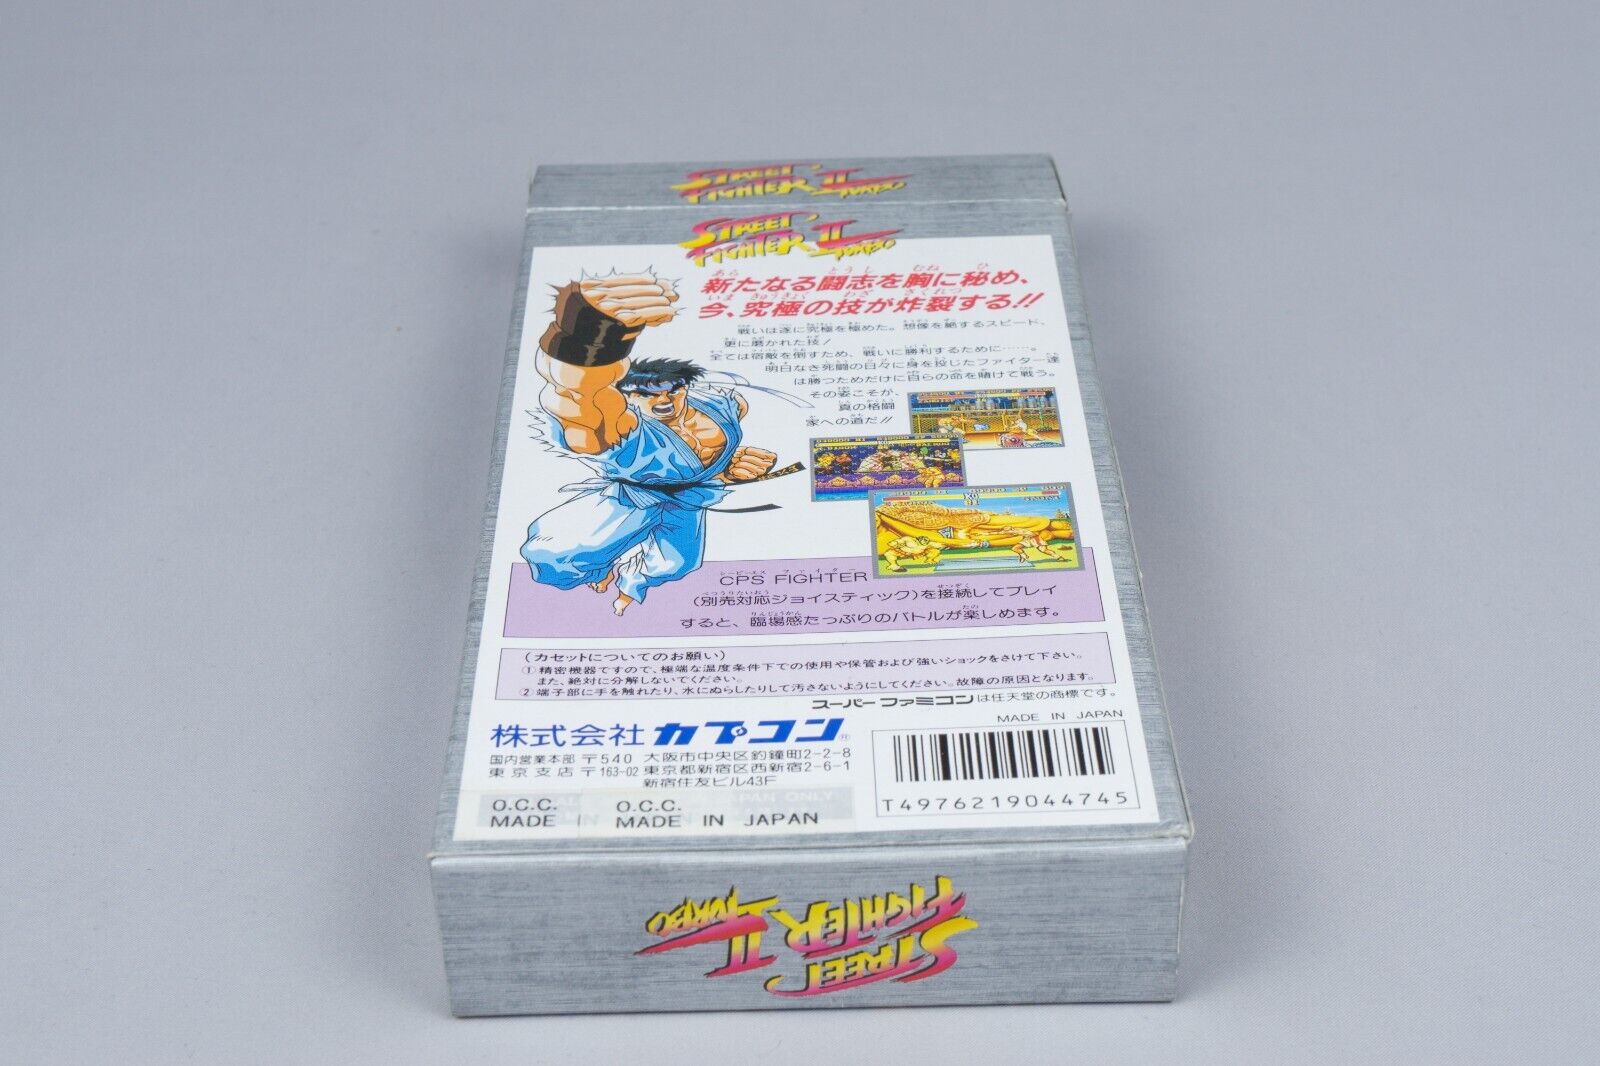 STREET FIGHTER II TURBO
STREET FIGHTER II TURBO
新たなる闘志を胸に秘め、
今、究極の技が炸裂する!!
戦いは遂に究極を極めた。想像を絶するスピード、
更に磨かれた技!
全ては宿敵を倒すため、戦いに勝利するために……。
明日なき死闘の日々に身を投じたファイター達
は勝つためだけに自らの命を賭けて戦う。
その姿こそが、
真の格闘
家への道だ!!
シーピーエス ファイター
CPS FIGHTER
(別売対応ジョイスティック)を接続してプレイ
すると、臨場感たっぷりのバトルが楽しめます。
(カセットについてのお願い)
①精密機器ですので、極端な温度条件下での使用や保管および強いショックをさけて下さい。
また、絶対に分解しないでください。
②端子部に手を触れたり、水にぬらしたりして汚さないようにしてください。故障の原因となります。
スーパーファミコンは任天堂の商標です。
MADE IN JAPAN
株式会社 カプコン®
国内営業本部 〒540 大阪市中央区釣鐘町2-2-8
東京支店 〒163-02 東京都新宿区西新宿2-6-1
新宿住友ビル43F
O.C.C. O.C.C.
MADE IN MADE IN JAPAN
T4976219044745
STREET FIGHTER II TURBO